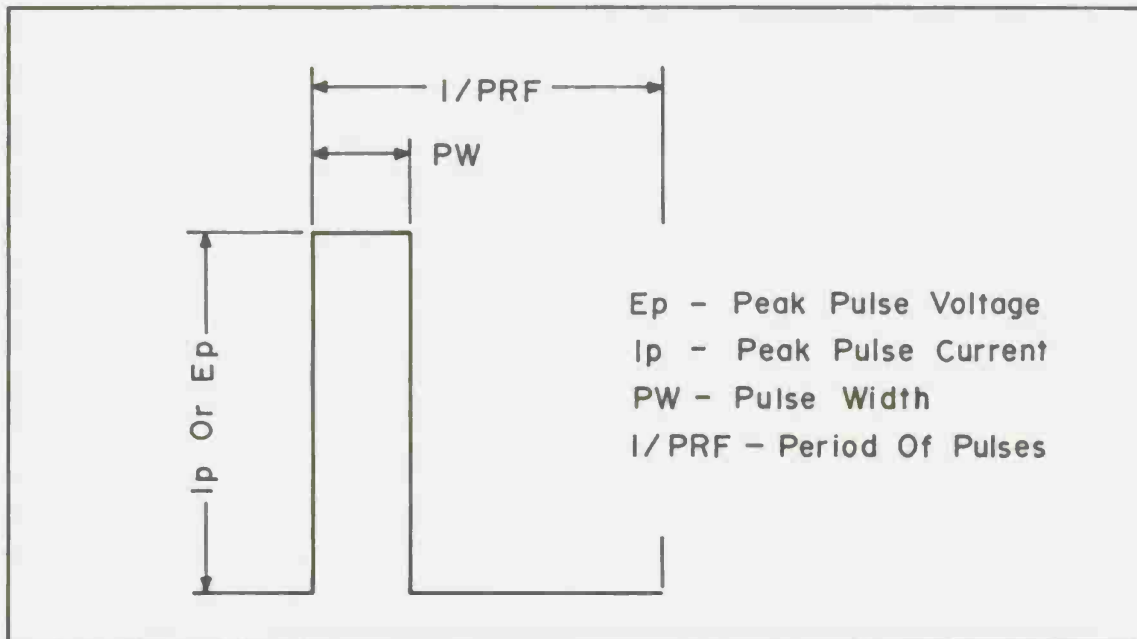 1/PRF
PW
Ip Or Ep
Ep - Peak Pulse Voltage
Ip - Peak Pulse Current
PW - Pulse Width
1/PRF - Period Of Pulses